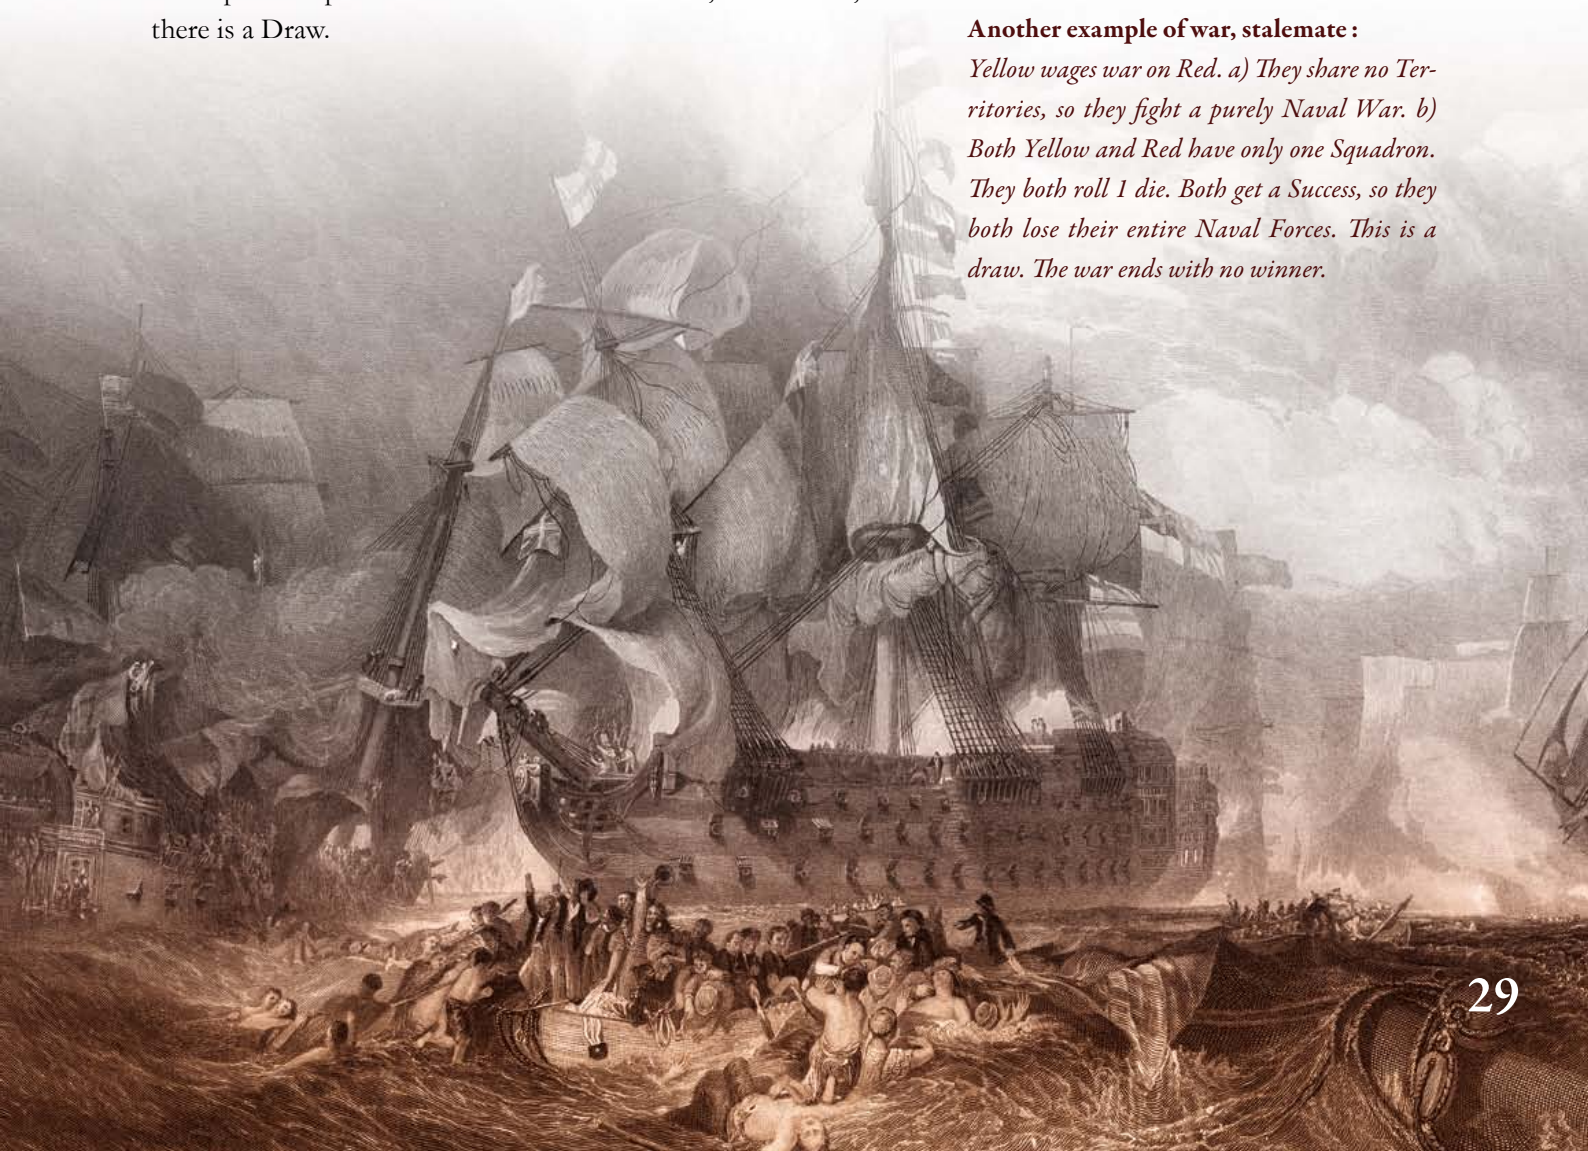 there is a Draw.
Another example of war, stalemate :
Yellow wages war on Red. a) They share no Ter-
ritories, so they fight a purely Naval War. b)
Both Yellow and Red have only one Squadron.
They both roll 1 die. Both get a Success, so they
both lose their entire Naval Forces. This is a
draw. The war ends with no winner.
29